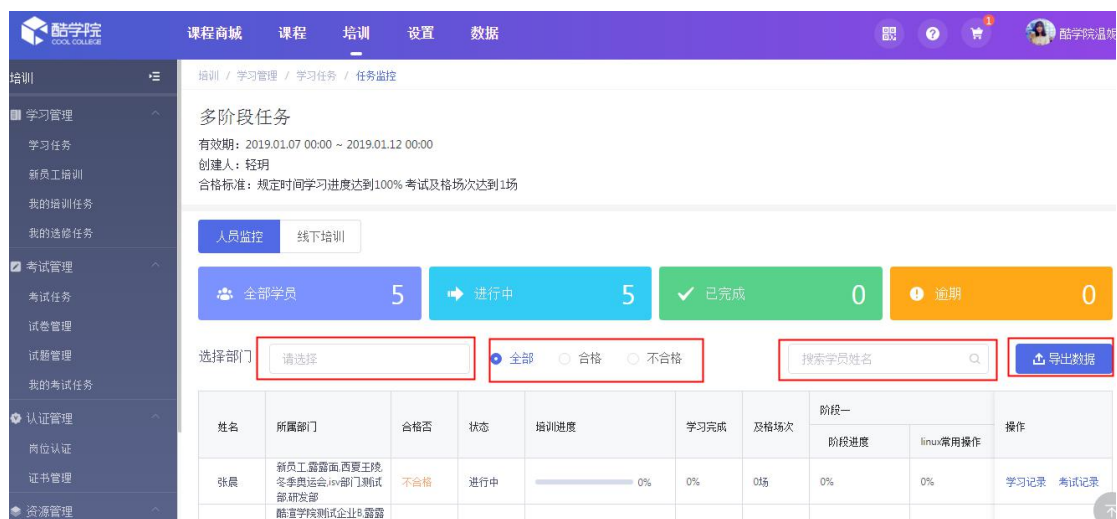 酷学院
COOL COLLEGE
课程商城 课程 培训 设置 数据
1
酷学院温妮
培训
培训 / 学习管理 / 学习任务 / 任务监控
学习管理
学习任务
新员工培训
我的培训任务
我的选修任务
考试管理
考试任务
试卷管理
试题管理
我的考试任务
认证管理
岗位认证
证书管理
资源管理
多阶段任务
有效期：2019.01.07 00:00 ~ 2019.01.12 00:00
创建人：轻玥
合格标准：规定时间学习进度达到100% 考试及格场次达到1场
人员监控 线下培训
全部学员 5 进行中 5 已完成 0 逾期 0
选择部门 请选择 全部 合格 不合格 搜索学员姓名 导出数据
姓名 所属部门 合格否 状态 培训进度 学习完成 及格场次 阶段一 操作
阶段进度 linux常用操作
张晨 新员工,露露面,西夏王陵,
冬季奥运会,isv部门测试
部,研发部
不合格 进行中 0% 0% 0场 0% 0% 学习记录 考试记录
酷渲学院测试企业B,露露